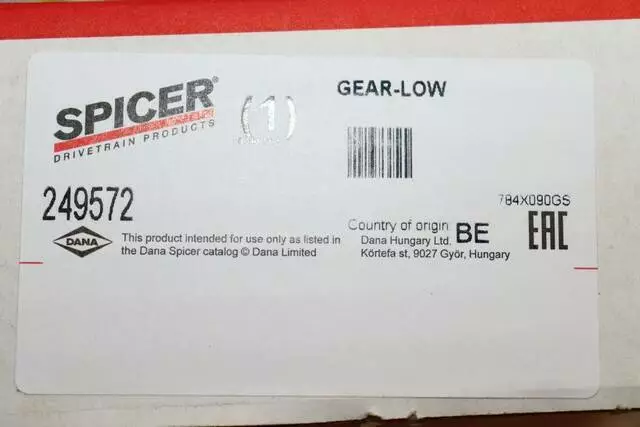 SPICER®
DRIVETRAIN PRODUCTS
(1)
GEAR-LOW
249572
784X090GS
DANA
This product intended for use only as listed in
the Dana Spicer catalog © Dana Limited
Country of origin BE
Dana Hungary Ltd.
Körtefa st, 9027 Győr, Hungary
EAC